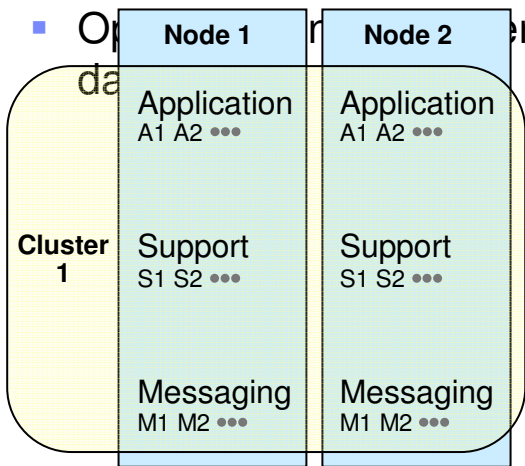 Node 1
Node 2
Application
A1 A2 •••
Application
A1 A2 •••
Cluster
1
Support
S1 S2 •••
Support
S1 S2 •••
Messaging
M1 M2 •••
Messaging
M1 M2 •••